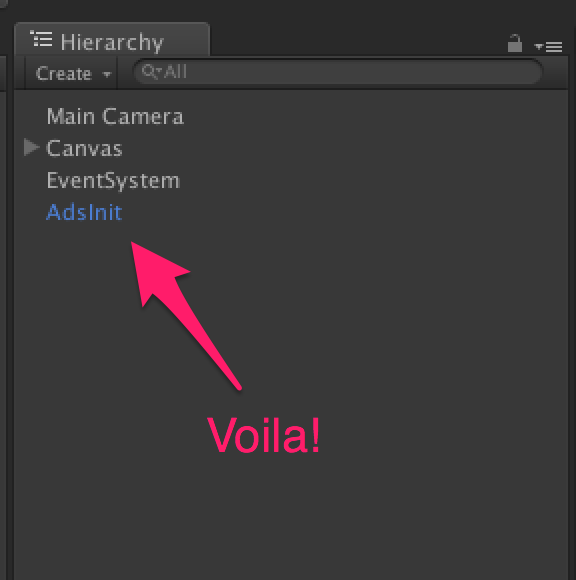 Hierarchy
Create
All
Main Camera
Canvas
EventSystem
AdsInit
Voila!